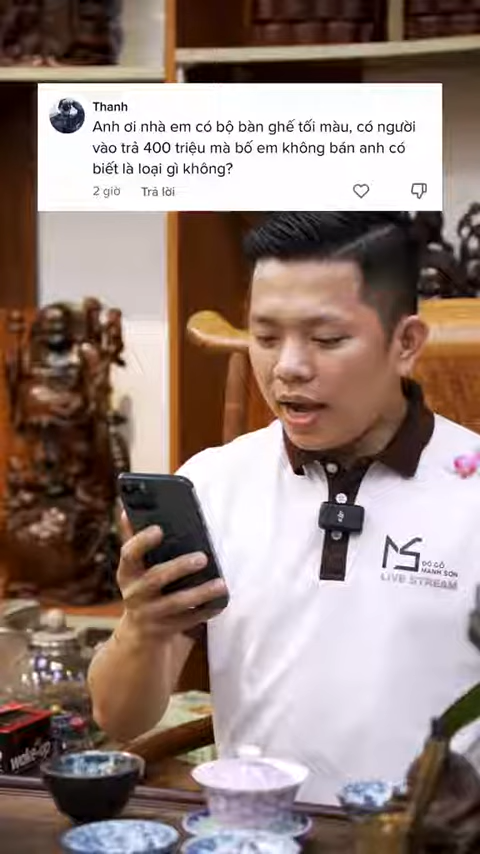 Thanh
Anh ơi nhà em có bộ bàn ghế tối màu, có người
vào trả 400 triệu mà bố em không bán anh có
biết là loại gì không?
2 giờ Trả lời
MS
ĐỒ GỖ
MẠNH SƠN
LIVE STREAM
wake-up